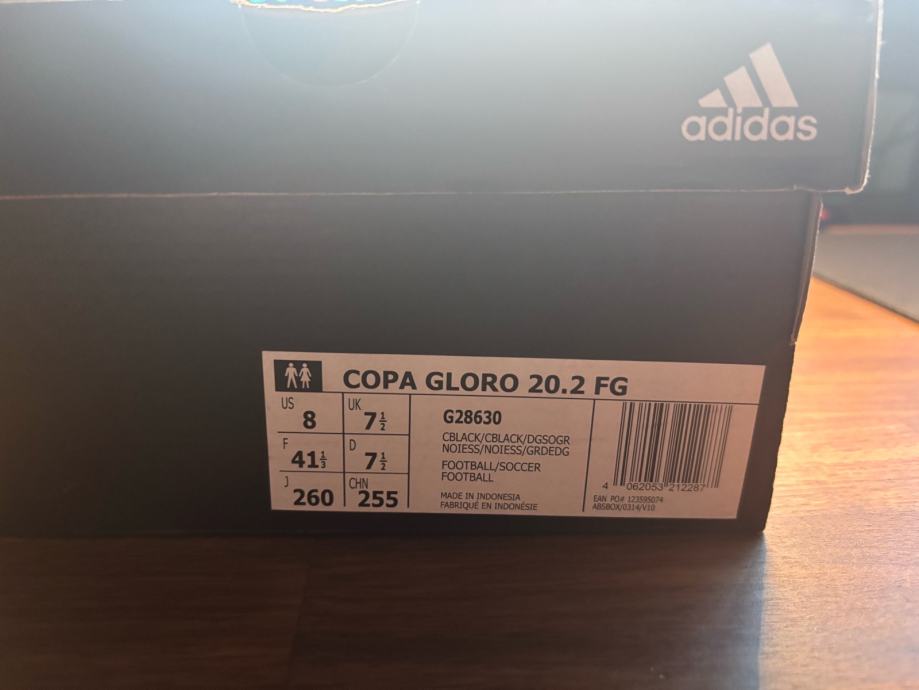 adidas
COPA GLORO 20.2 FG
US 8
UK 7½
F 41⅓
D 7½
J 260
CHN 255
G28630
CBLACK/CBLACK/DGSOGR
NOIESS/NOIESS/GRDEDG
FOOTBALL/SOCCER
FOOTBALL
MADE IN INDONESIA
FABRIQUÉ EN INDONÉSIE
4 062053 212287
EAN PO# 123595074
ABSBOX/0314/V10